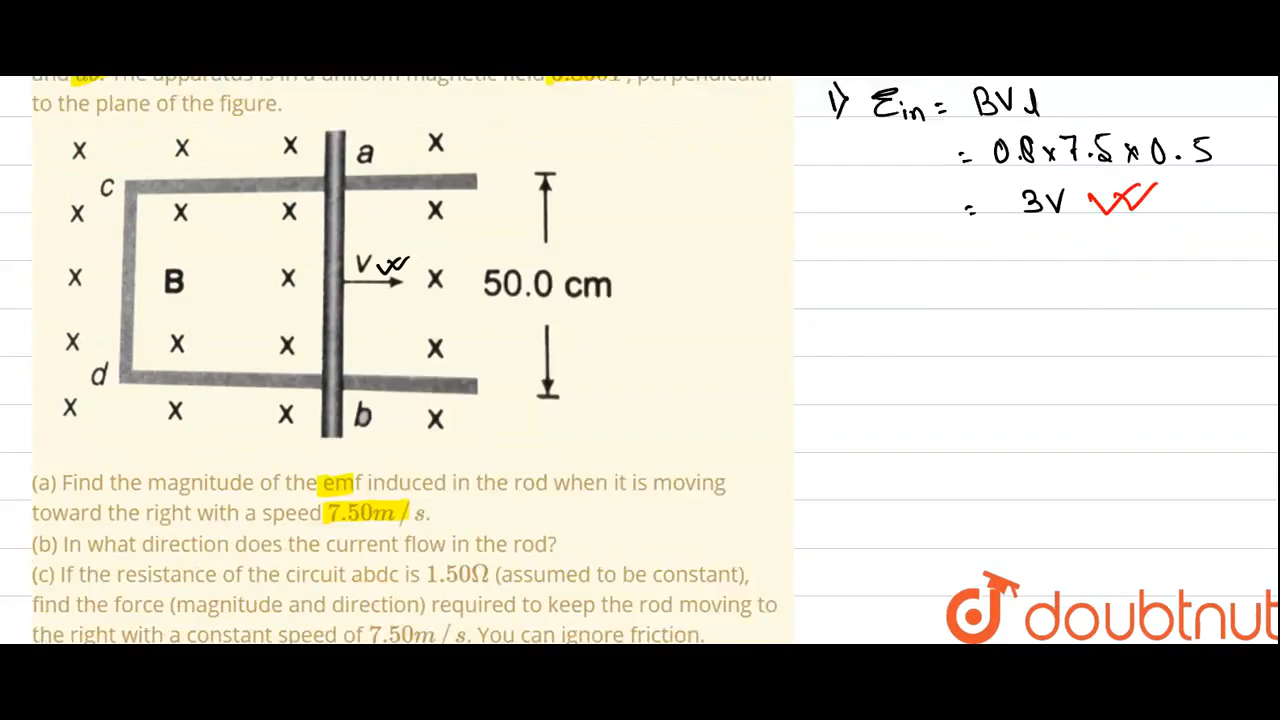 to the plane of the figure.
x x x a x
c
x x x x
x B x V x 50.0 cm
x x x x
d
x x x b x
(a) Find the magnitude of the emf induced in the rod when it is moving
toward the right with a speed 7.50m / s.
(b) In what direction does the current flow in the rod?
(c) If the resistance of the circuit abdc is 1.50Ω (assumed to be constant),
find the force (magnitude and direction) required to keep the rod moving to
the right with a constant speed of 7.50m / s. You can ignore friction.
1) Ɛin = BVl
= 0.8 x 7.5 x 0.5
= 3V
doubtnut